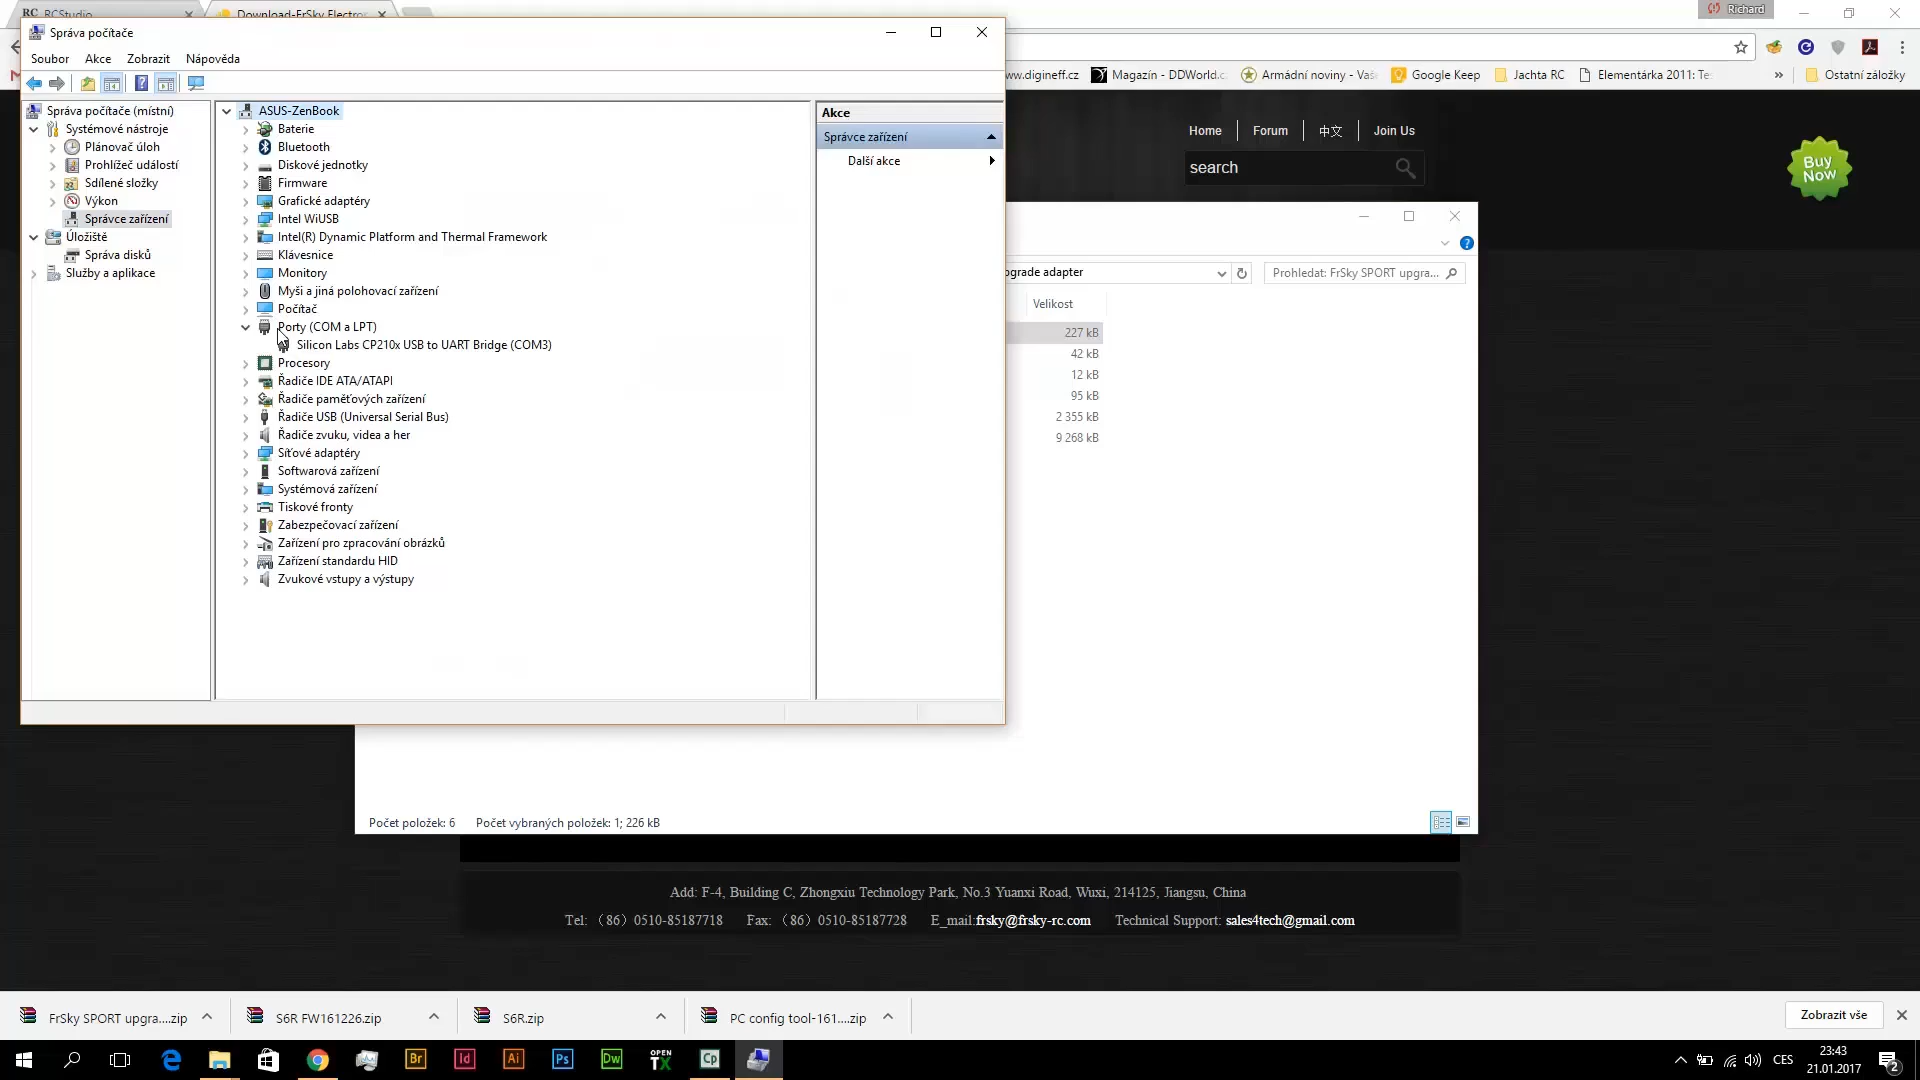 RCStudio
Download-FrSky Electro
Richard
Správa počítače
Soubor Akce Zobrazit Nápověda
ww.digineff.cz
Magazín - DDWorld.c
Armádní noviny - Vaš
Google Keep
Jachta RC
Elementárka 2011: Te
»
Ostatní záložky
Správa počítače (místní)
Systémové nástroje
Plánovač úloh
Prohlížeč událostí
Sdílené složky
Výkon
Správce zařízení
Úložiště
Správa disků
Služby a aplikace
ASUS-ZenBook
Baterie
Bluetooth
Diskové jednotky
Firmware
Grafické adaptéry
Intel WiUSB
Intel(R) Dynamic Platform and Thermal Framework
Klávesnice
Monitory
Myši a jiná polohovací zařízení
Počítač
Porty (COM a LPT)
Silicon Labs CP210x USB to UART Bridge (COM3)
Procesory
Řadiče IDE ATA/ATAPI
Řadiče paměťových zařízení
Řadiče USB (Universal Serial Bus)
Řadiče zvuku, videa a her
Síťové adaptéry
Softwarová zařízení
Systémová zařízení
Tiskové fronty
Zabezpečovací zařízení
Zařízení pro zpracování obrázků
Zařízení standardu HID
Zvukové vstupy a výstupy
Akce
Správce zařízení
Další akce
Home Forum 中文 Join Us
search
Buy
Now
pgrade adapter
Prohledat: FrSky SPORT upgra...
Velikost
227 kB
42 kB
12 kB
95 kB
2 355 kB
9 268 kB
Počet položek: 6 Počet vybraných položek: 1; 226 kB
Add: F-4, Building C, Zhongxiu Technology Park, No.3 Yuanxi Road, Wuxi, 214125, Jiangsu, China
Tel: （86）0510-85187718 Fax: （86）0510-85187728 E_mail:frsky@frsky-rc.com Technical Support: sales4tech@gmail.com
FrSky SPORT upgra....zip
S6R FW161226.zip
S6R.zip
PC config tool-161....zip
Zobrazit vše
Br
Id
Ai
Ps
Dw
OPEN
TX
Cp
CES
23:43
21.01.2017
2